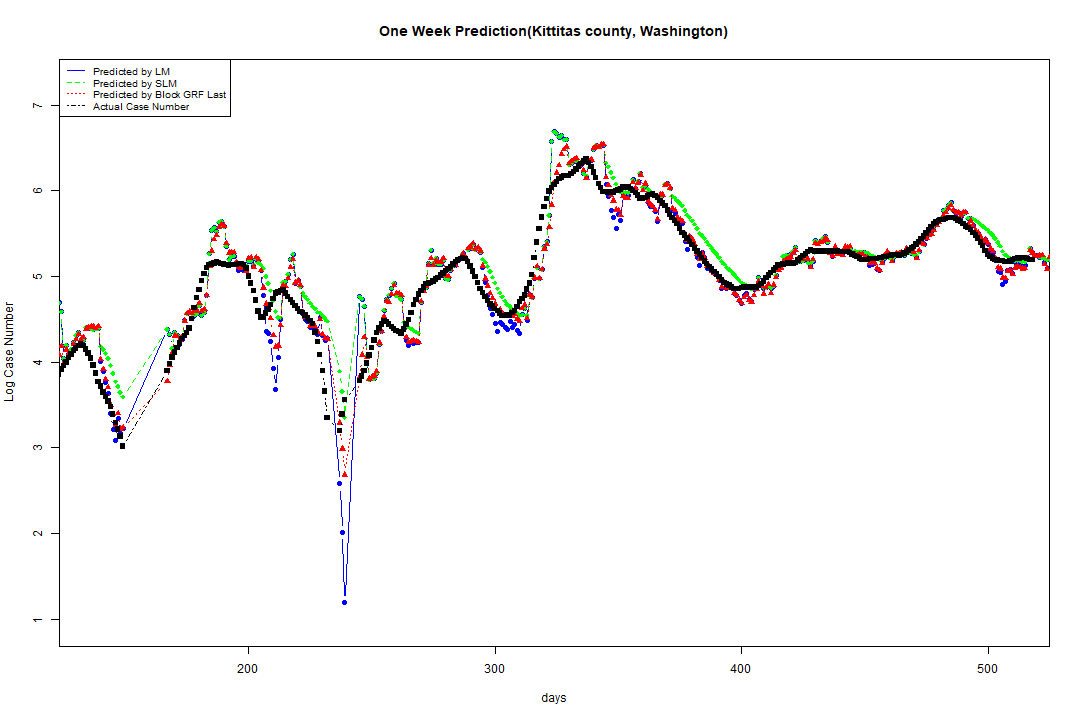 One Week Prediction(Kittitas county, Washington)
Predicted by LM
Predicted by SLM
Predicted by Block GRF Last
Actual Case Number
7
6
5
4
3
2
1
Log Case Number
200
300
400
500
days